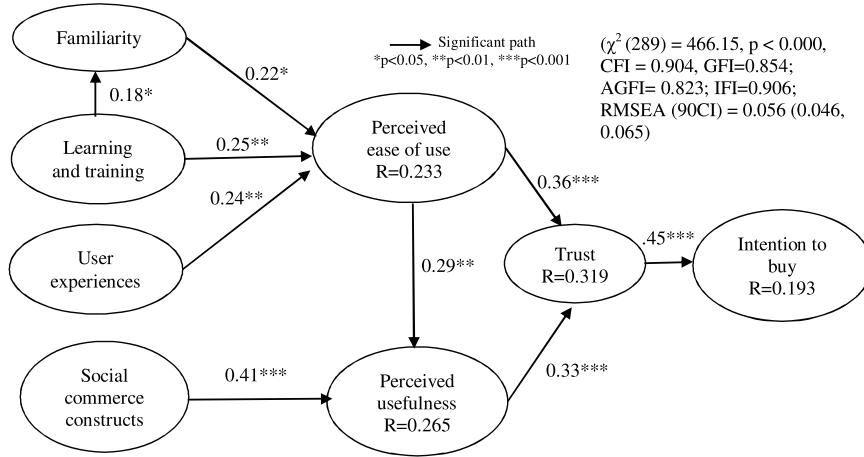 Familiarity
Significant path
*p<0.05, **p<0.01, ***p<0.001
(χ² (289) = 466.15, p < 0.000,
CFI = 0.904, GFI=0.854;
AGFI= 0.823; IFI=0.906;
RMSEA (90CI) = 0.056 (0.046,
0.065)
0.22*
0.18*
Learning
and training
0.25**
Perceived
ease of use
R=0.233
0.24**
0.36***
User
experiences
0.29**
Trust
R=0.319
.45***
Intention to
buy
R=0.193
Social
commerce
constructs
0.41***
Perceived
usefulness
R=0.265
0.33***